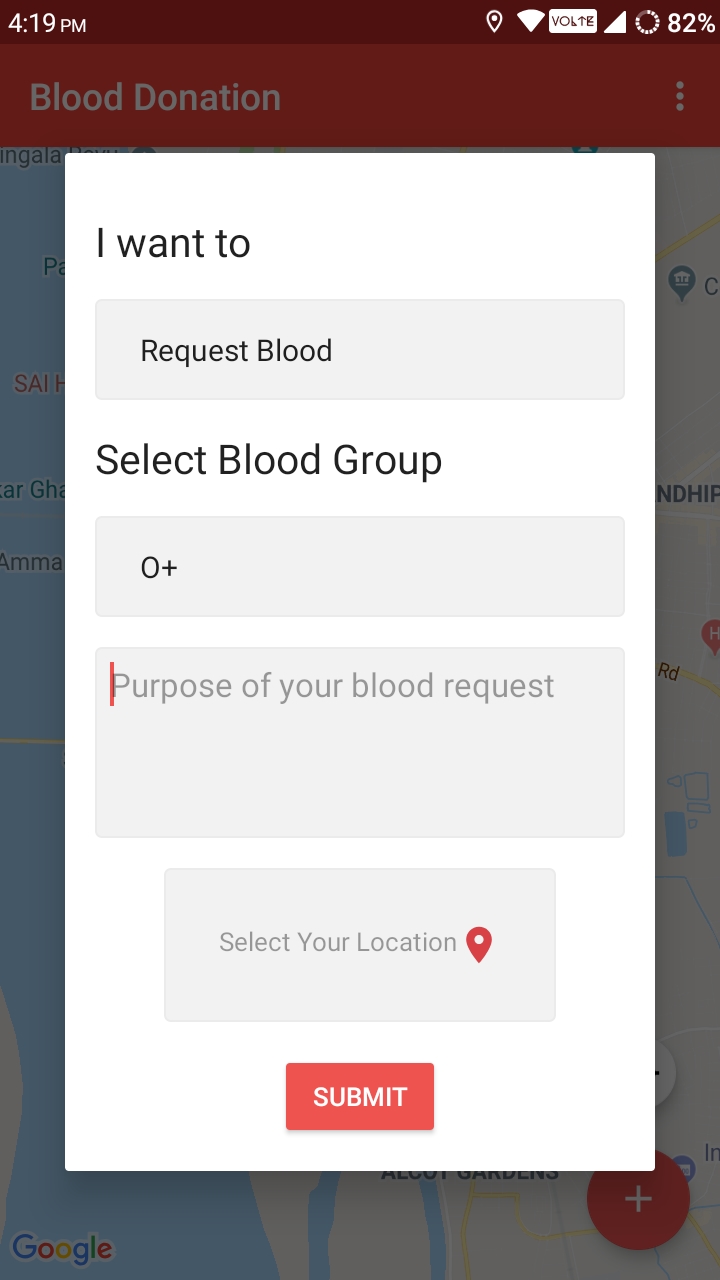 4:19 PM
VOLTE
82%
Blood Donation
ingala Rayu
I want to
Pa
C
Request Blood
SAI H
Select Blood Group
kar Gha
NDHIP
Amma
O+
H
Rd
Purpose of your blood request
Select Your Location
SUBMIT
In
ALCOT GARDENS
Google